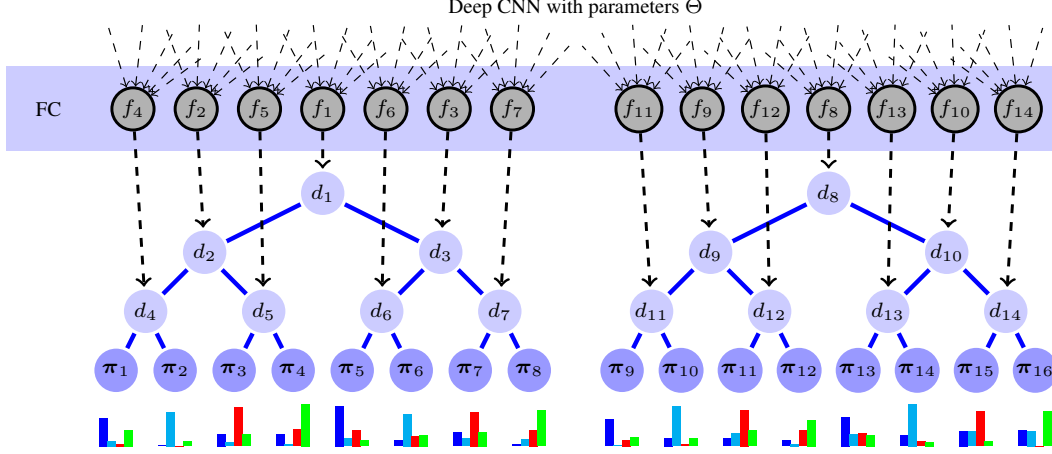 Deep CNN with parameters Θ
FC f₄ f₂ f₅ f₁ f₆ f₃ f₇ f₁₁ f₉ f₁₂ f₈ f₁₃ f₁₀ f₁₄
d₁ d₈
d₂ d₃ d₉ d₁₀
d₄ d₅ d₆ d₇ d₁₁ d₁₂ d₁₃ d₁₄
π₁ π₂ π₃ π₄ π₅ π₆ π₇ π₈ π₉ π₁₀ π₁₁ π₁₂ π₁₃ π₁₄ π₁₅ π₁₆